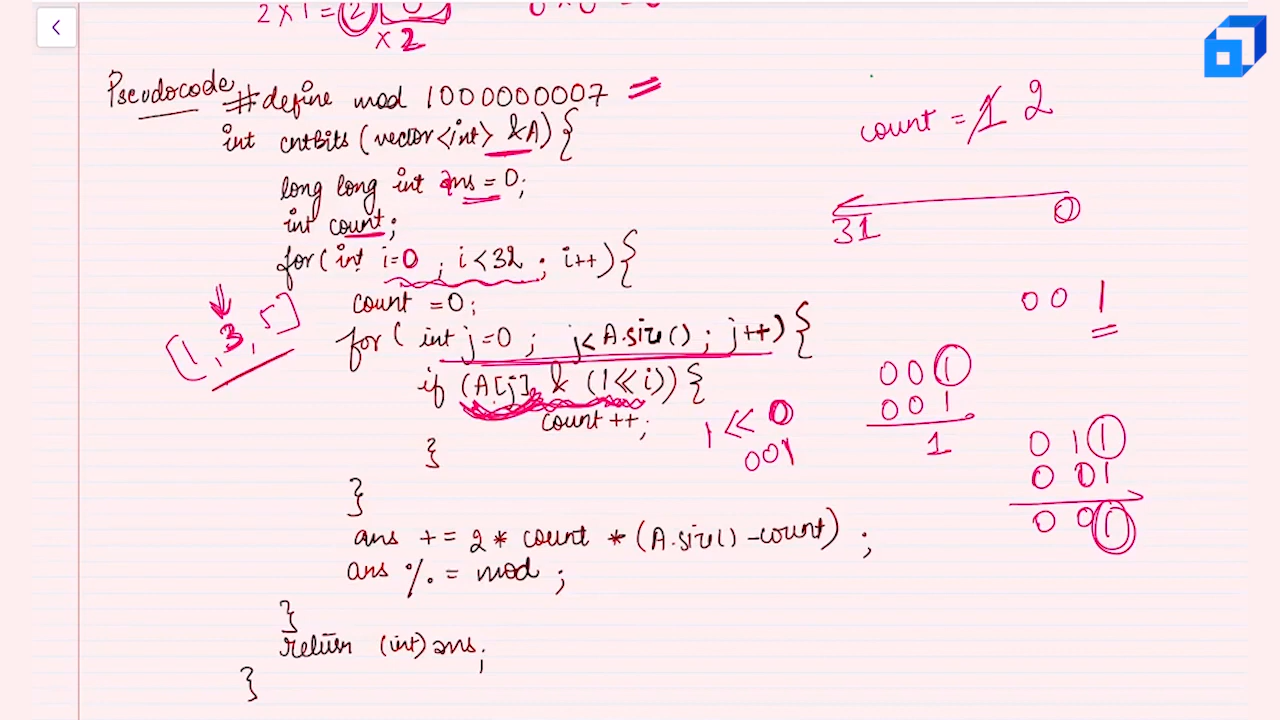 2 x 1 = 2
x 2
Pseudocode
#define mod 1000000007
int cntbits (vector<int> &A){
long long int ans = 0;
int count;
for( int i=0 ; i<32 ; i++){
count =0;
for( int j=0 ; j< A.size() ; j++){
if (A[j] & (1<<i)){
count ++;
}
}
ans += 2 * count * (A.size() - count) ;
ans %= mod ;
}
return (int) ans;
}
[1, 3, 5]
1 << 0
001
count = 1 2
31 0
0 0 1
0 0 1
0 0 1
1
0 1 1
0 0 1
0 0 1